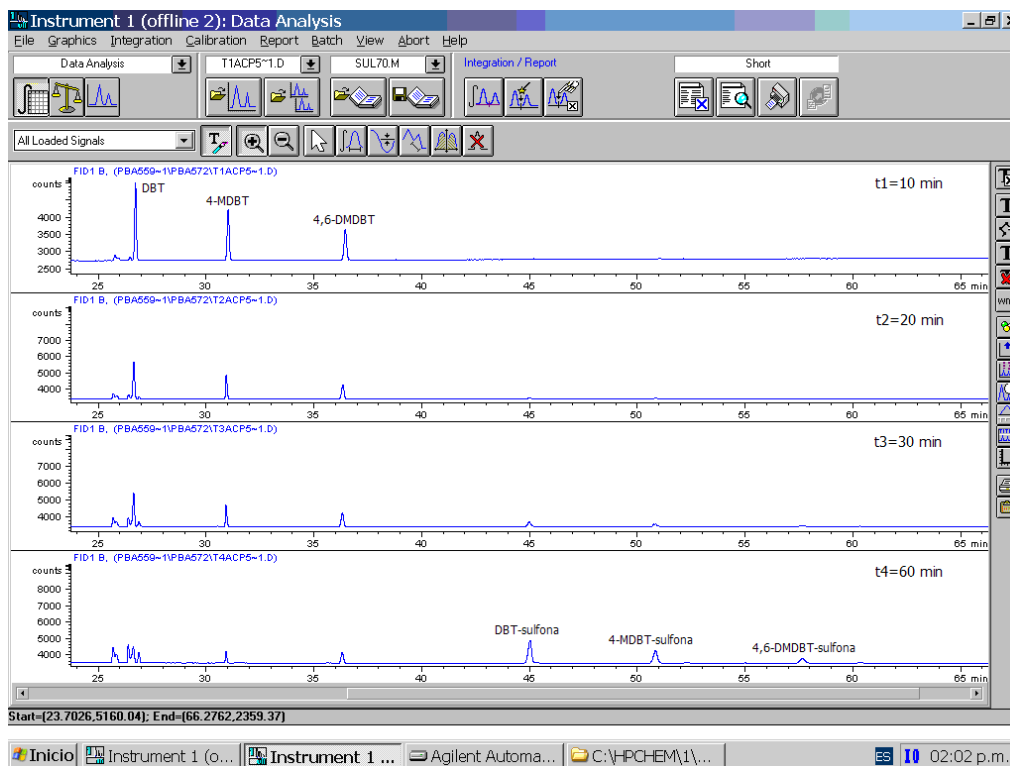 Instrument 1 (offline 2): Data Analysis
File Graphics Integration Calibration Report Batch View Abort Help
Data Analysis T1ACP5~1.D SUL70.M Integration / Report Short
All Loaded Signals
FID1 B, (PBA559~1\PBA572\T1ACP5~1.D)
counts
DBT
4-MDBT
4,6-DMDBT
t1=10 min
4000
3500
3000
2500
25 30 35 40 45 50 55 60 65 min
FID1 B, (PBA559~1\PBA572\T2ACP5~1.D)
counts
t2=20 min
7000
6000
5000
4000
25 30 35 40 45 50 55 60 65 min
FID1 B, (PBA559~1\PBA572\T3ACP5~1.D)
counts
t3=30 min
7000
6000
5000
4000
25 30 35 40 45 50 55 60 65 min
FID1 B, (PBA559~1\PBA572\T4ACP5~1.D)
counts
t4=60 min
8000
7000
6000
5000
4000
DBT-sulfona
4-MDBT-sulfona
4,6-DMDBT-sulfona
25 30 35 40 45 50 55 60 65 min
Start=(23.7026,5160.04); End=(66.2762,2359.37)
Inicio Instrument 1 (o... Instrument 1 ... Agilent Automa... C:\HPCHEM\1\... ES 02:02 p.m.